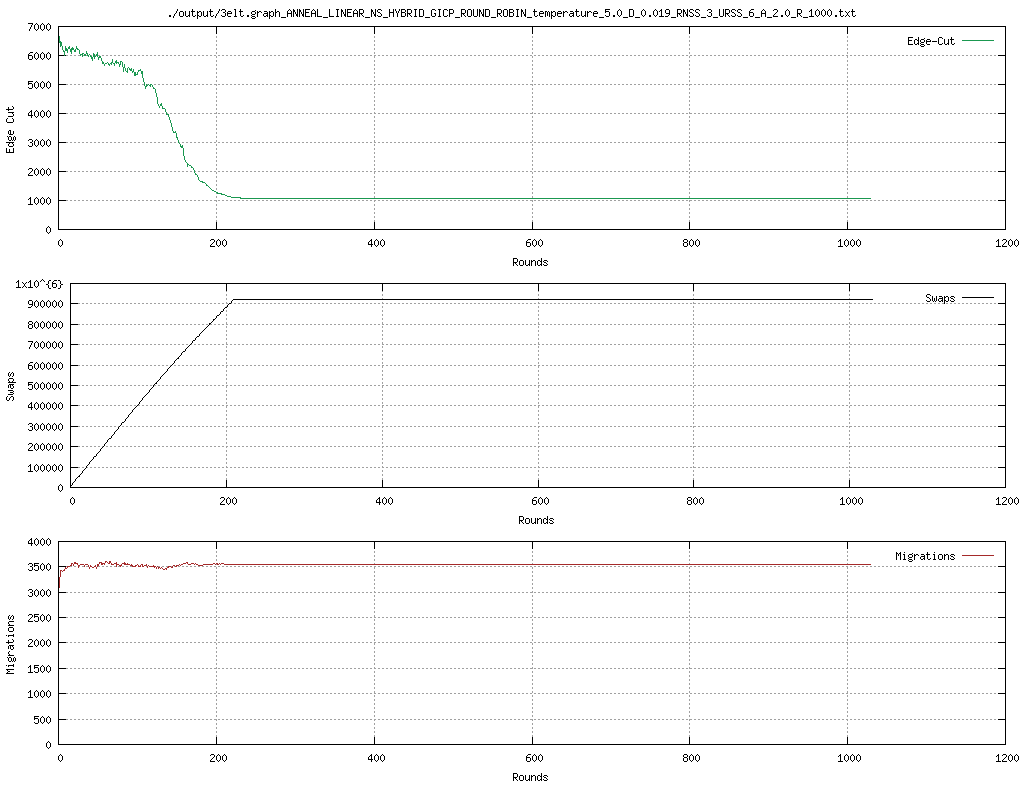 ./output/3elt.graph_ANNEAL_LINEAR_NS_HYBRID_GICP_ROUND_ROBIN_temperature_5.0_D_0.019_RNSS_3_URSS_6_A_2.0_R_1000.txt
7000
6000
5000
4000
3000
2000
1000
0
Edge Cut
Edge-Cut
0 200 400 600 800 1000 1200
Rounds
1x10^{6}
900000
800000
700000
600000
500000
400000
300000
200000
100000
0
Swaps
Swaps
0 200 400 600 800 1000 1200
Rounds
4000
3500
3000
2500
2000
1500
1000
500
0
Migrations
Migrations
0 200 400 600 800 1000 1200
Rounds